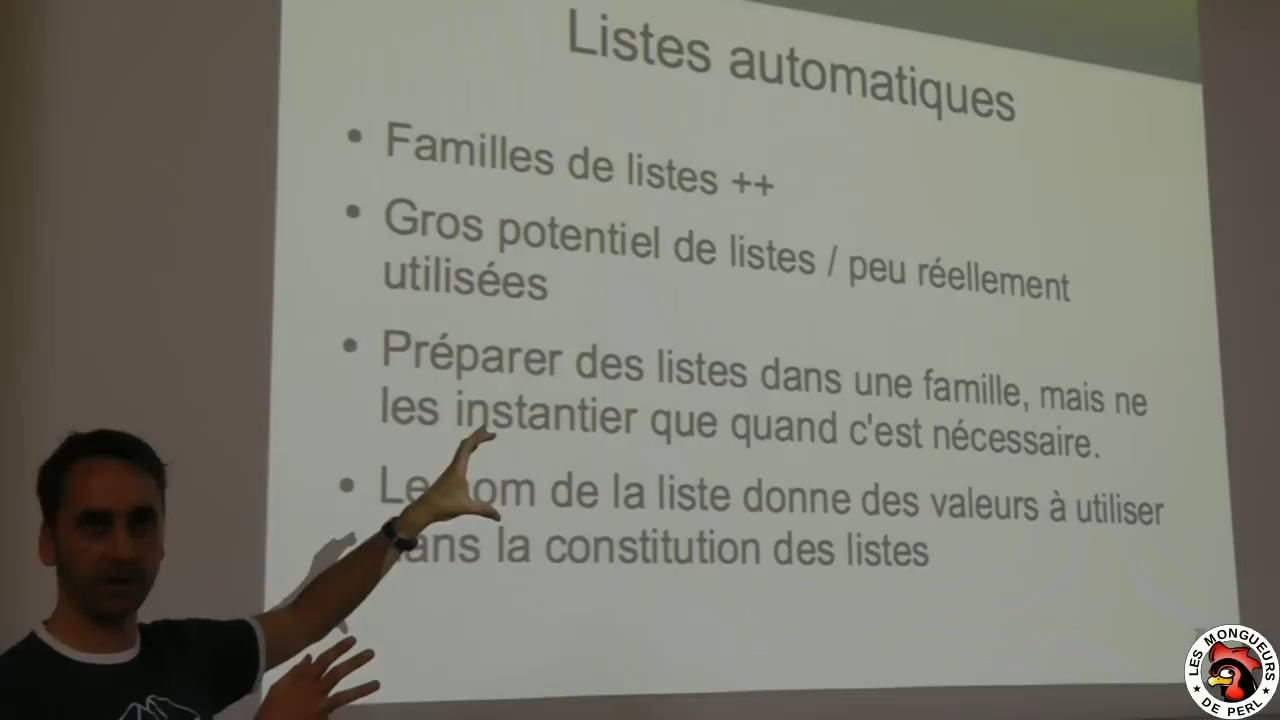 Listes automatiques
• Familles de listes ++
• Gros potentiel de listes / peu réellement
utilisées
• Préparer des listes dans une famille, mais ne
les instantier que quand c'est nécessaire.
• Le nom de la liste donne des valeurs à utiliser
dans la constitution des listes
LES MONGUEURS
★ DE PERL ★